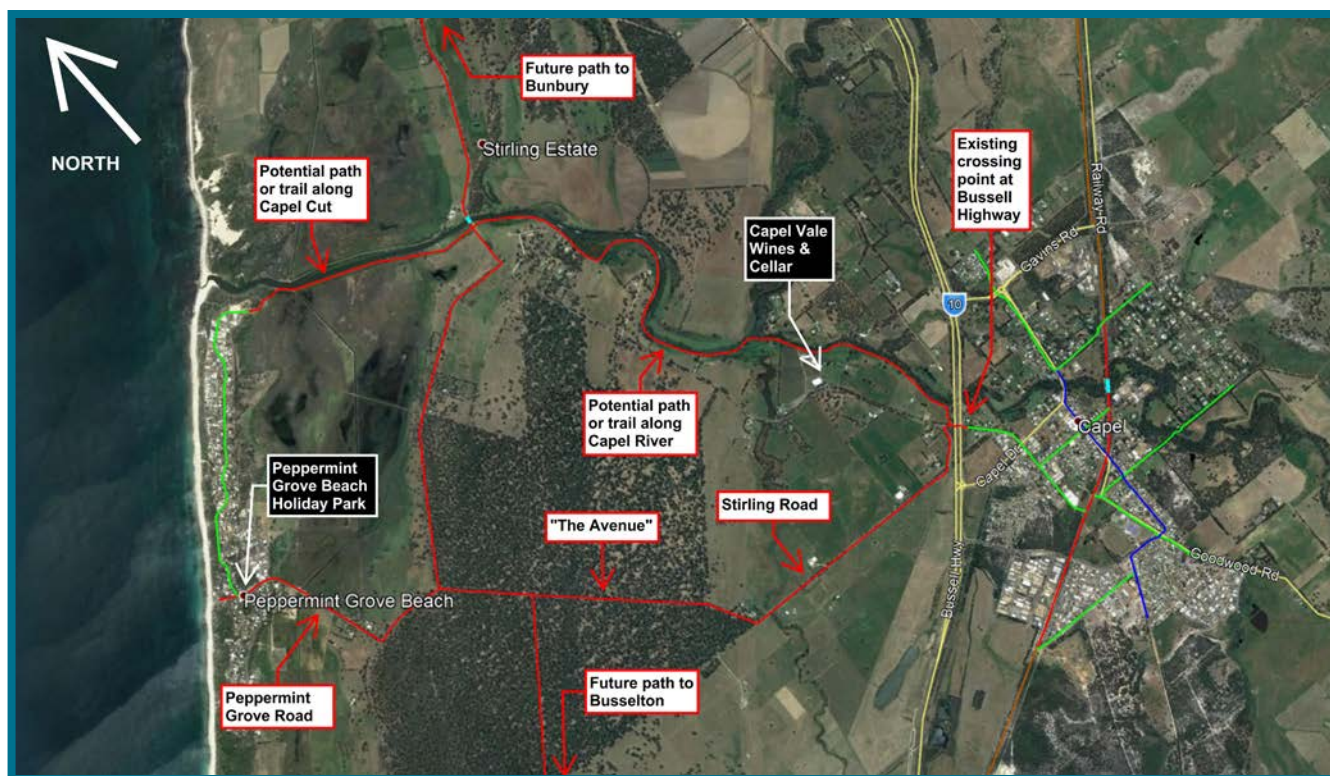 NORTH
Future path to
Bunbury
Stirling Estate
Potential path
or trail along
Capel Cut
Existing
crossing
point at
Bussell
Highway
Railway Rd
Capel Vale
Wines &
Cellar
Gavins Rd
10
Potential path
or trail along
Capel River
Capel
Capel Dr
Peppermint
Grove Beach
Holiday Park
"The Avenue"
Stirling Road
Goodwood Rd
Bussell Hwy
Peppermint Grove Beach
Peppermint
Grove Road
Future path to
Busselton